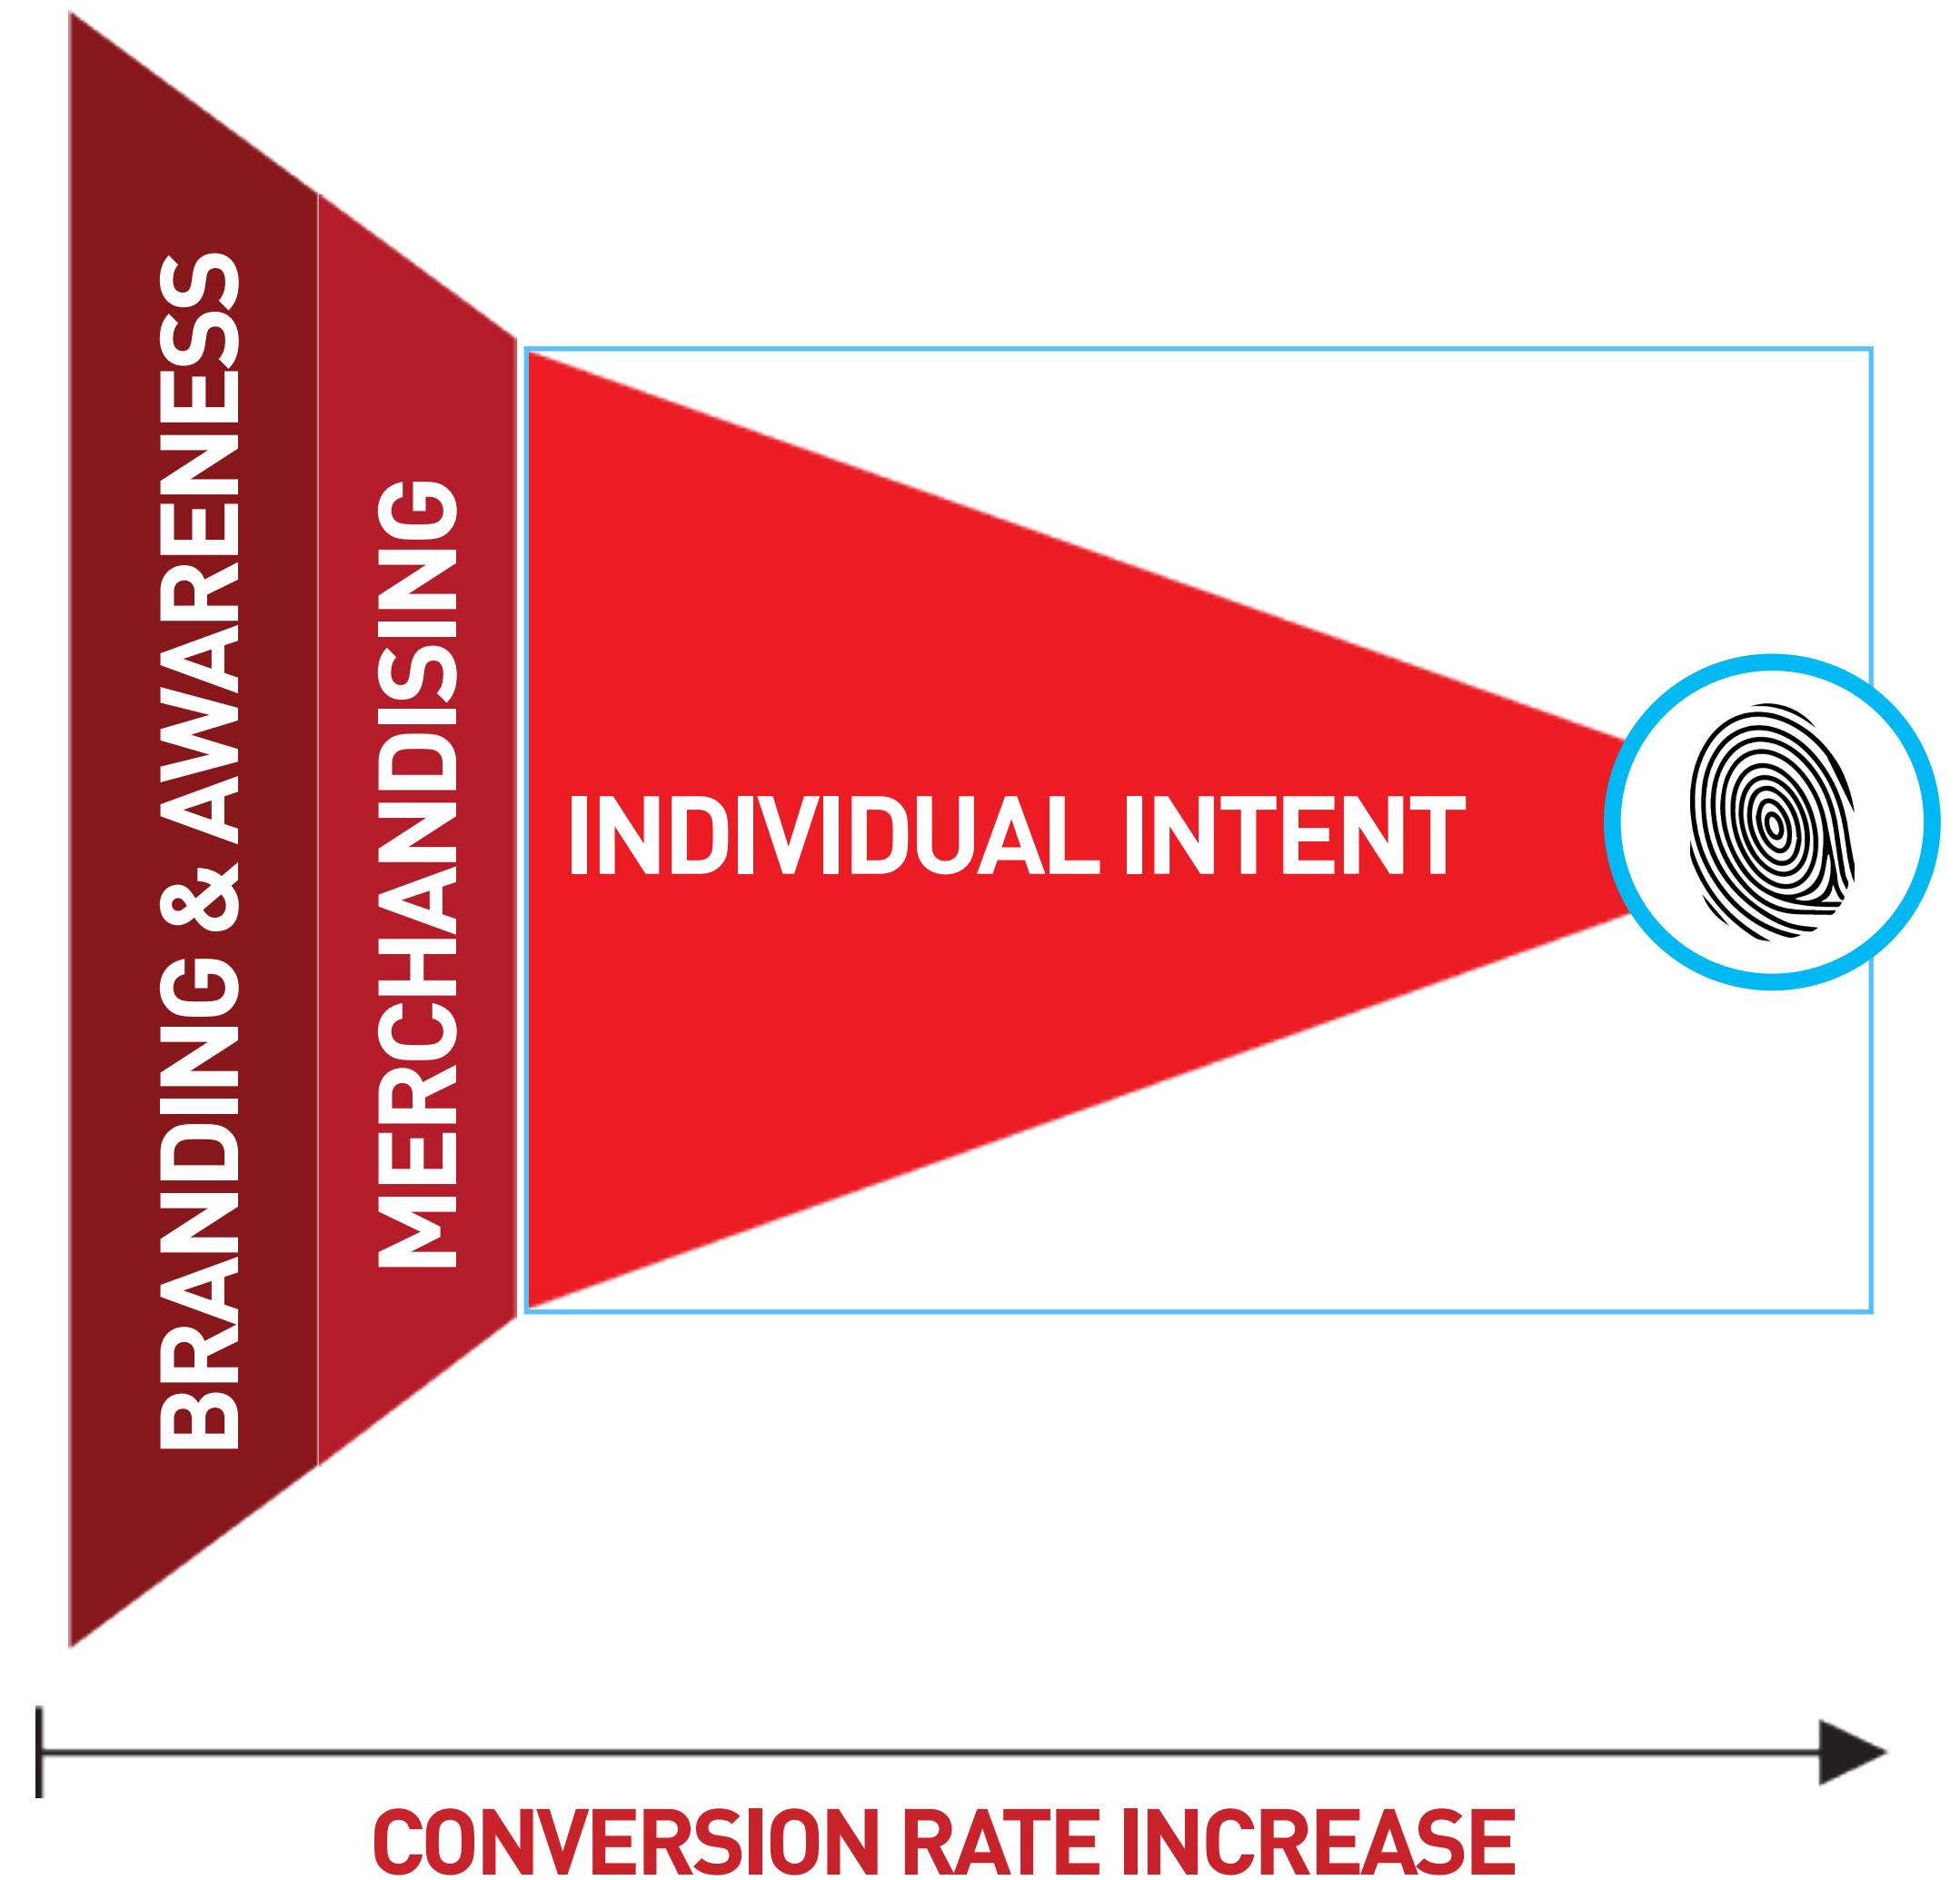 BRANDING & AWARENESS
MERCHANDISING
INDIVIDUAL INTENT
CONVERSION RATE INCREASE